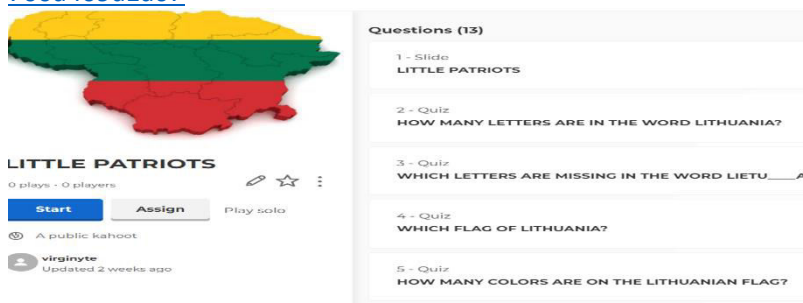 Questions (13)
1 - Slide
LITTLE PATRIOTS
2 - Quiz
HOW MANY LETTERS ARE IN THE WORD LITHUANIA?
3 - Quiz
WHICH LETTERS ARE MISSING IN THE WORD LIETU___A
4 - Quiz
WHICH FLAG OF LITHUANIA?
5 - Quiz
HOW MANY COLORS ARE ON THE LITHUANIAN FLAG?
LITTLE PATRIOTS
0 plays · 0 players
Start Assign Play solo
A public kahoot
virginyte
Updated 2 weeks ago